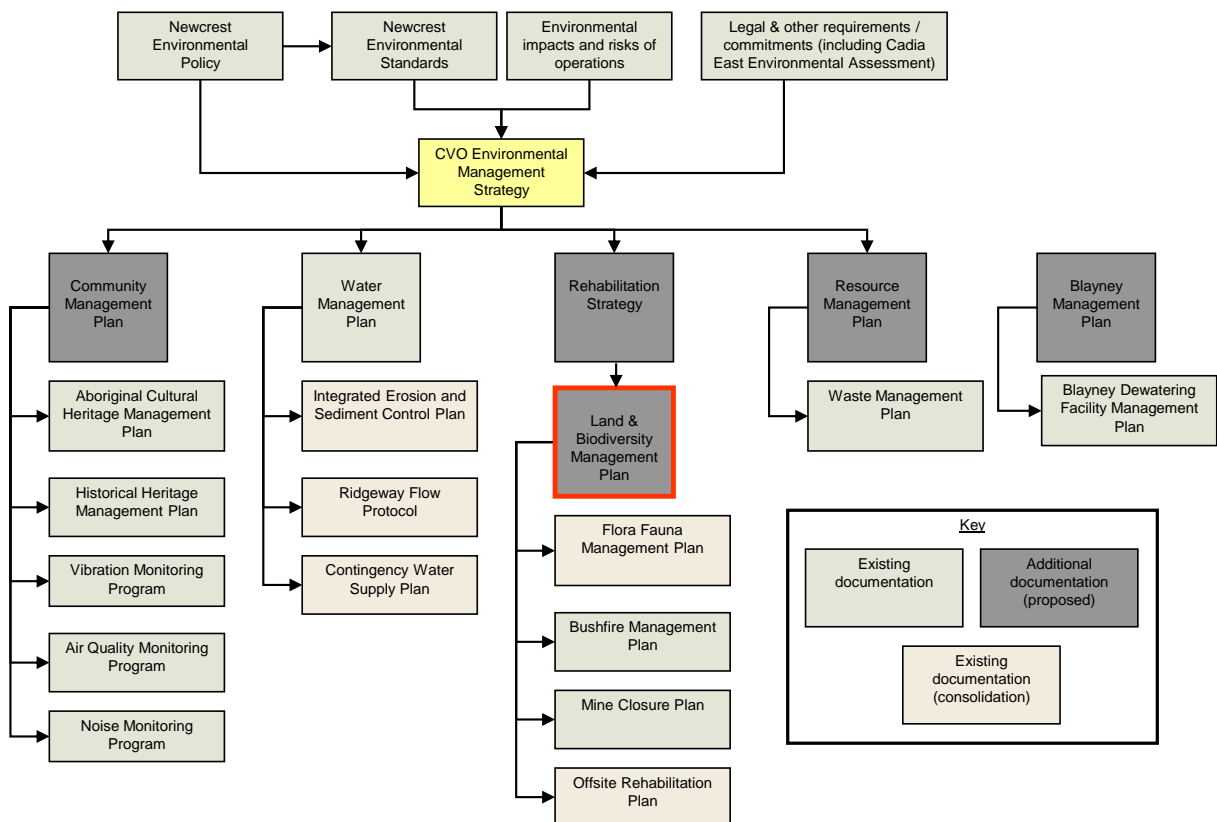 Newcrest
Environmental
Policy
Newcrest
Environmental
Standards
Environmental
impacts and risks of
operations
Legal & other requirements /
commitments (including Cadia
East Environmental Assessment)
CVO Environmental
Management
Strategy
Community
Management
Plan
Water
Management
Plan
Rehabilitation
Strategy
Resource
Management
Plan
Blayney
Management
Plan
Aboriginal Cultural
Heritage Management
Plan
Historical Heritage
Management Plan
Vibration Monitoring
Program
Air Quality Monitoring
Program
Noise Monitoring
Program
Integrated Erosion and
Sediment Control Plan
Ridgeway Flow
Protocol
Contingency Water
Supply Plan
Land &
Biodiversity
Management
Plan
Flora Fauna
Management Plan
Bushfire Management
Plan
Mine Closure Plan
Offsite Rehabilitation
Plan
Waste Management
Plan
Blayney Dewatering
Facility Management
Plan
Key
Existing
documentation
Additional
documentation
(proposed)
Existing
documentation
(consolidation)